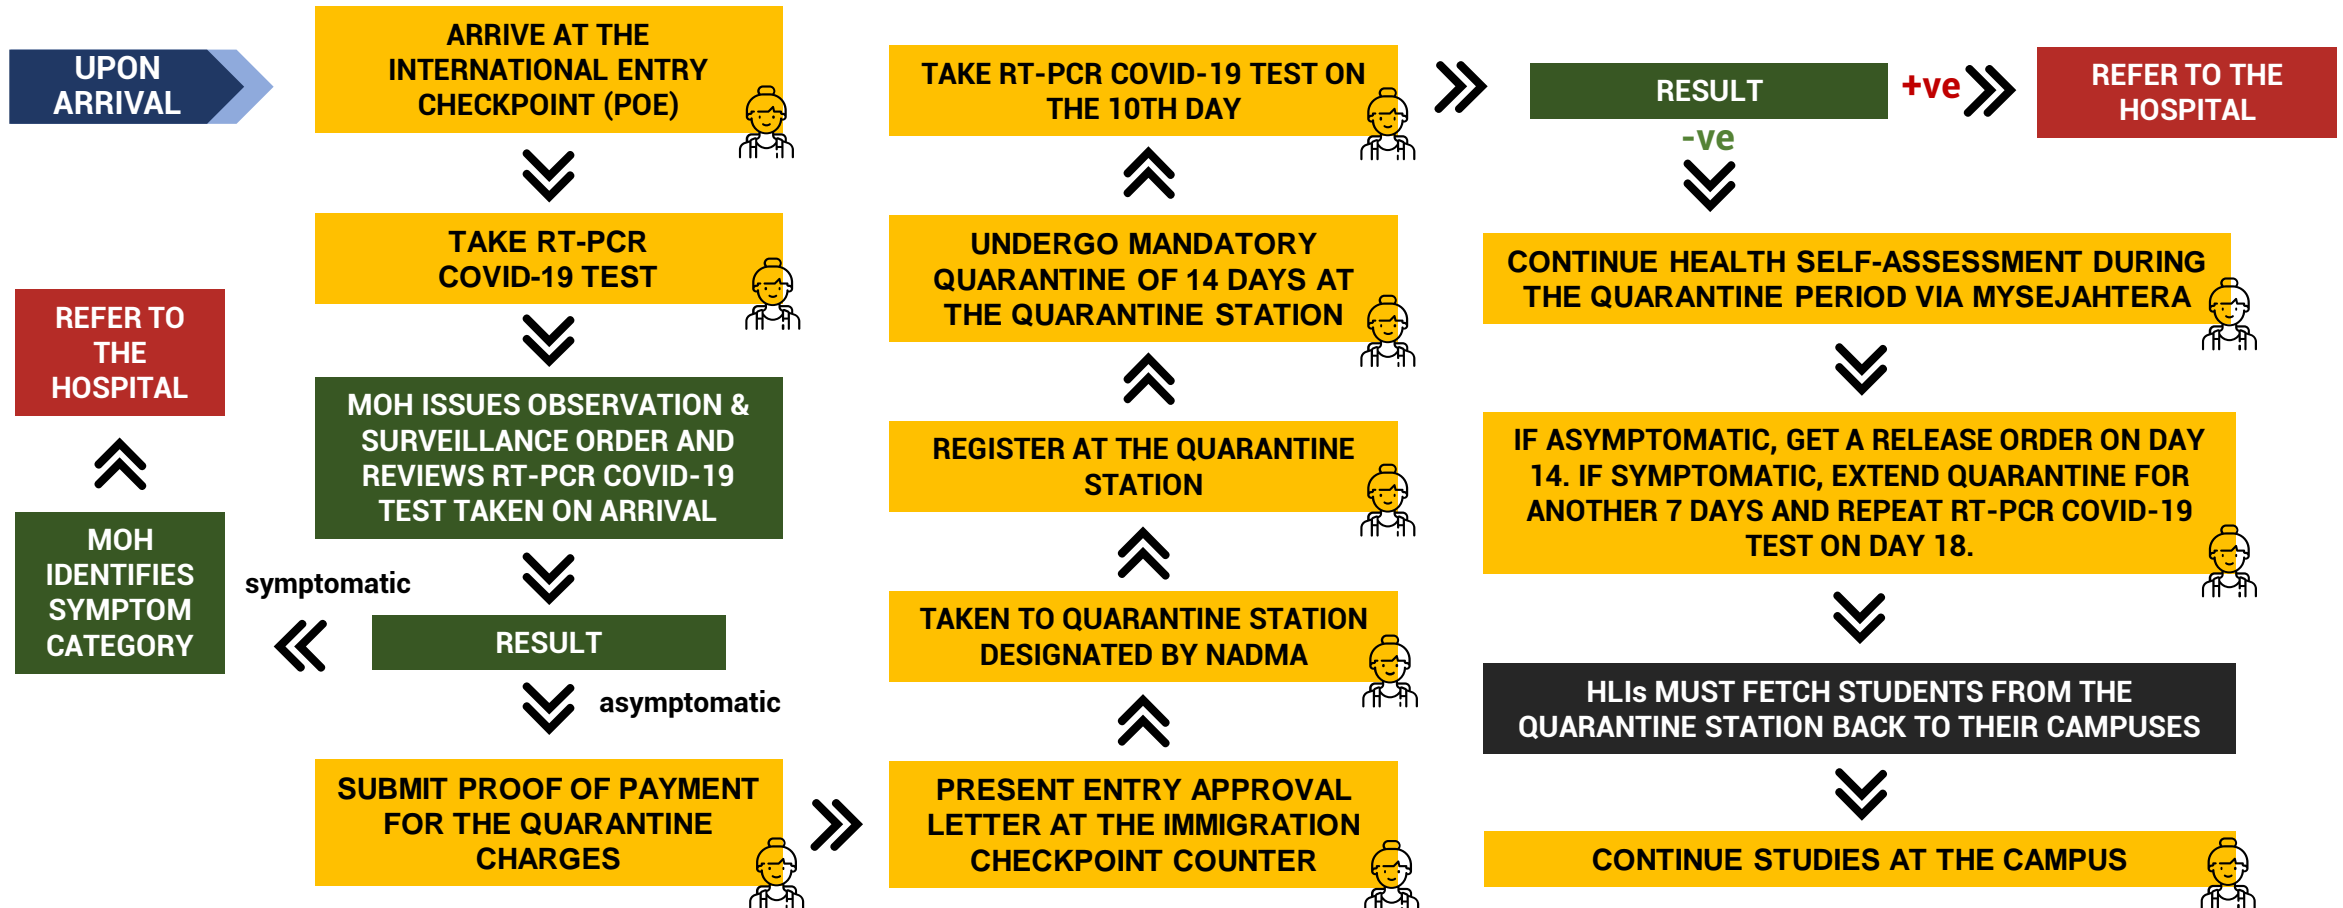 UPON
ARRIVAL
ARRIVE AT THE
INTERNATIONAL ENTRY
CHECKPOINT (POE)
TAKE RT-PCR
COVID-19 TEST
MOH ISSUES OBSERVATION &
SURVEILLANCE ORDER AND
REVIEWS RT-PCR COVID-19
TEST TAKEN ON ARRIVAL
RESULT
symptomatic
MOH
IDENTIFIES
SYMPTOM
CATEGORY
REFER TO
THE
HOSPITAL
asymptomatic
SUBMIT PROOF OF PAYMENT
FOR THE QUARANTINE
CHARGES
PRESENT ENTRY APPROVAL
LETTER AT THE IMMIGRATION
CHECKPOINT COUNTER
TAKEN TO QUARANTINE STATION
DESIGNATED BY NADMA
REGISTER AT THE QUARANTINE
STATION
UNDERGO MANDATORY
QUARANTINE OF 14 DAYS AT
THE QUARANTINE STATION
TAKE RT-PCR COVID-19 TEST ON
THE 10TH DAY
RESULT
+ve
REFER TO THE
HOSPITAL
-ve
CONTINUE HEALTH SELF-ASSESSMENT DURING
THE QUARANTINE PERIOD VIA MYSEJAHTERA
IF ASYMPTOMATIC, GET A RELEASE ORDER ON DAY
14. IF SYMPTOMATIC, EXTEND QUARANTINE FOR
ANOTHER 7 DAYS AND REPEAT RT-PCR COVID-19
TEST ON DAY 18.
HLIs MUST FETCH STUDENTS FROM THE
QUARANTINE STATION BACK TO THEIR CAMPUSES
CONTINUE STUDIES AT THE CAMPUS